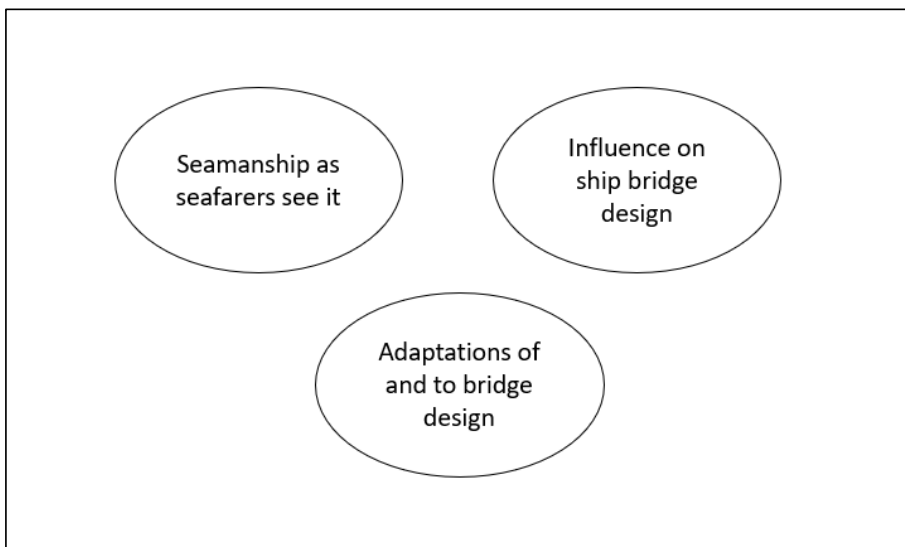 Seamanship as
seafarers see it
Influence on
ship bridge
design
Adaptations of
and to bridge
design